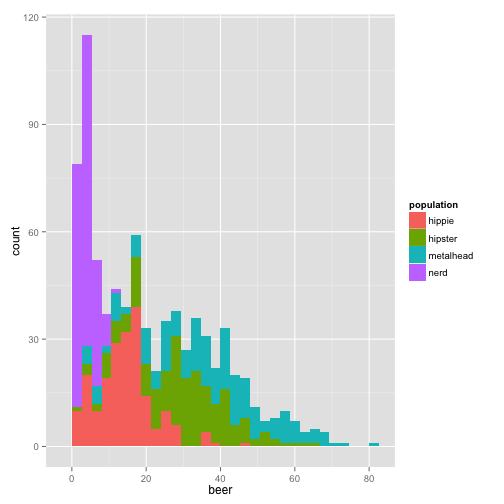 120
90
60
30
0
count
0 20 40 60 80
beer
population
hippie
hipster
metalhead
nerd